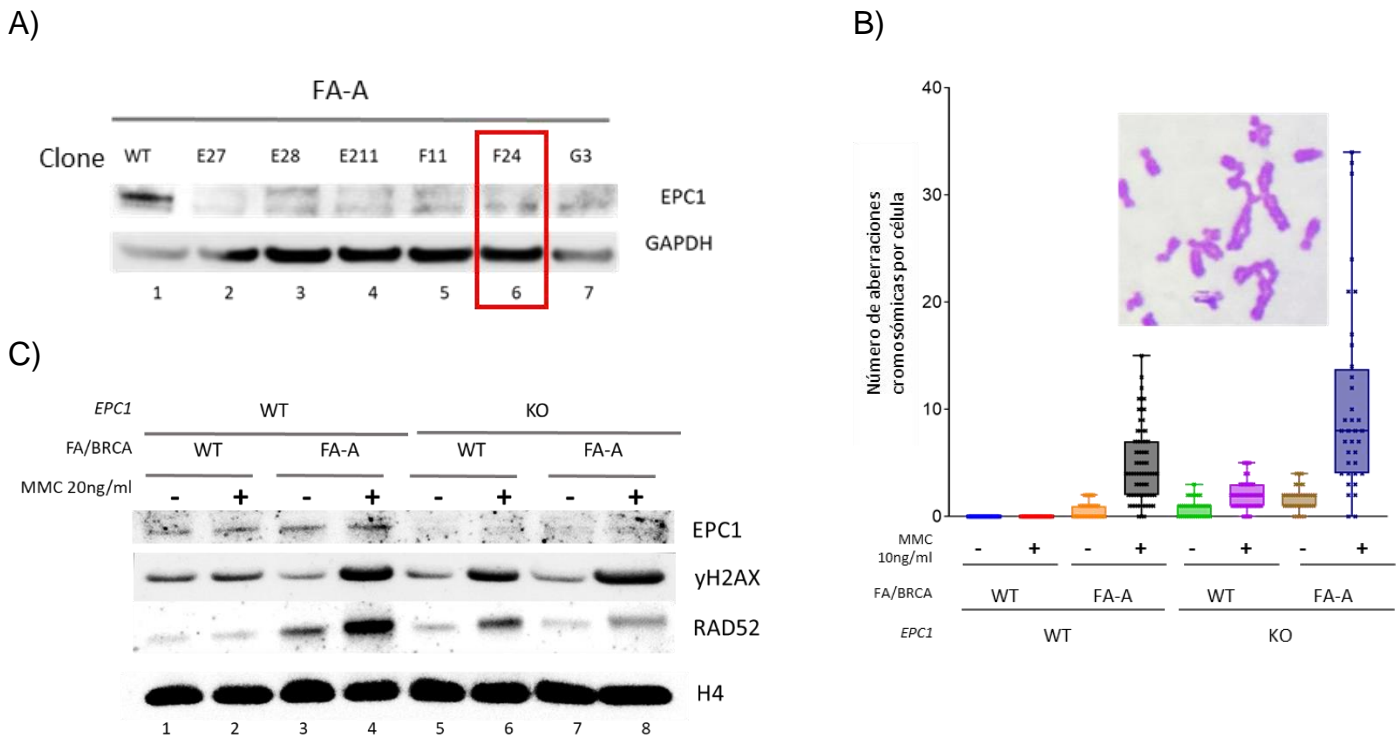 A)
FA-A
Clone WT E27 E28 E211 F11 F24 G3
EPC1
GAPDH
1 2 3 4 5 6 7
B)
Número de aberraciones
cromosómicas por célula
40
30
20
10
0
MMC
10ng/ml
- + - + - + - +
FA/BRCA WT FA-A WT FA-A
EPC1 WT KO
C)
EPC1 WT KO
FA/BRCA WT FA-A WT FA-A
MMC 20ng/ml - + - + - + - +
EPC1
yH2AX
RAD52
H4
1 2 3 4 5 6 7 8